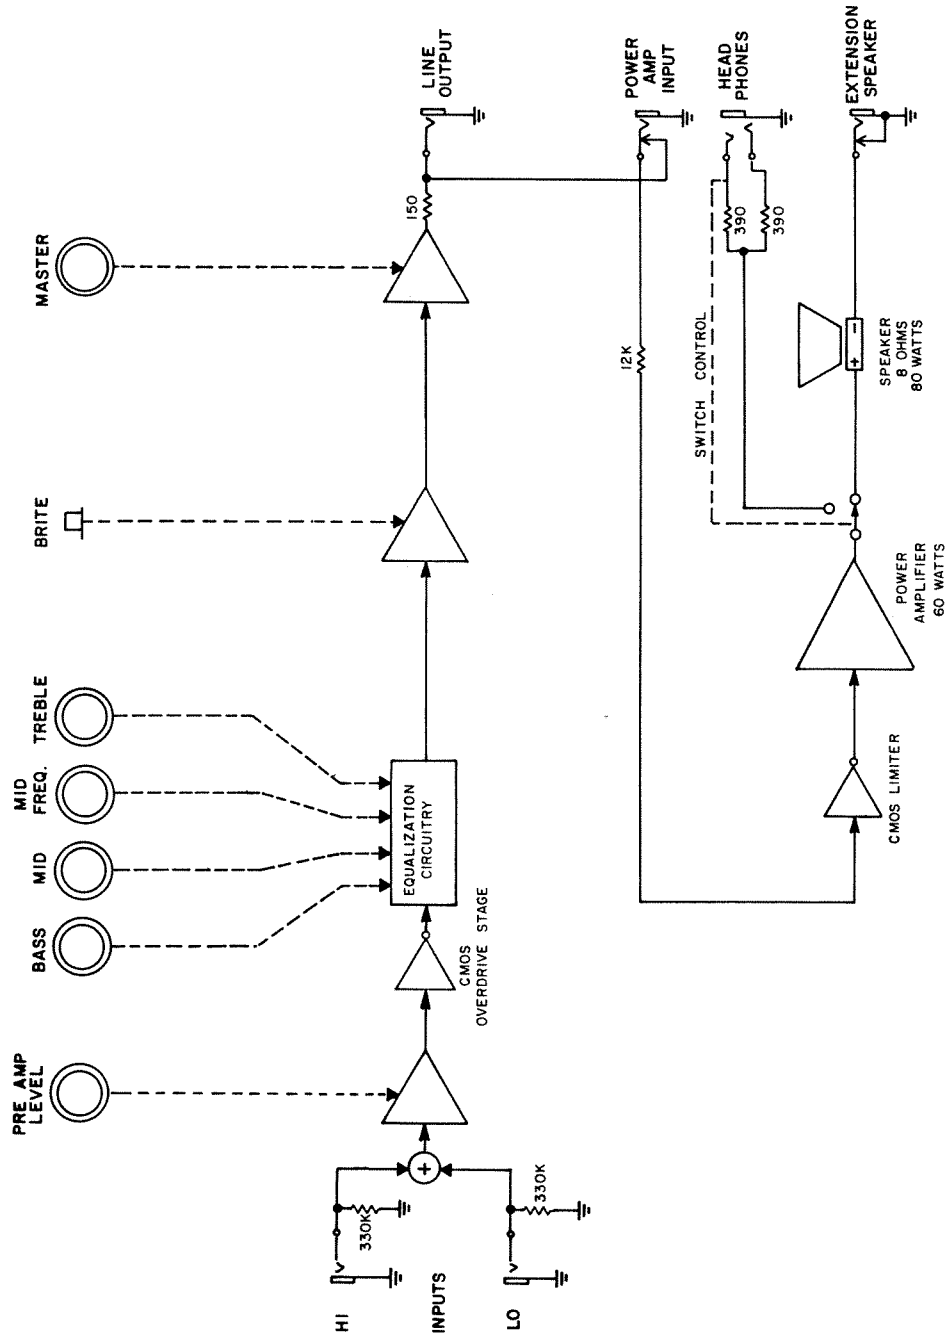 PRE AMP
LEVEL
BASS
MID
MID
FREQ.
TREBLE
BRITE
MASTER
HI
330K
INPUTS
LO
330K
CMOS
OVERDRIVE STAGE
EQUALIZATION
CIRCUITRY
150
LINE
OUTPUT
12K
POWER
AMP
INPUT
SWITCH CONTROL
390
390
HEAD
PHONES
CMOS LIMITER
POWER
AMPLIFIER
60 WATTS
+ −
SPEAKER
8 OHMS
80 WATTS
EXTENSION
SPEAKER